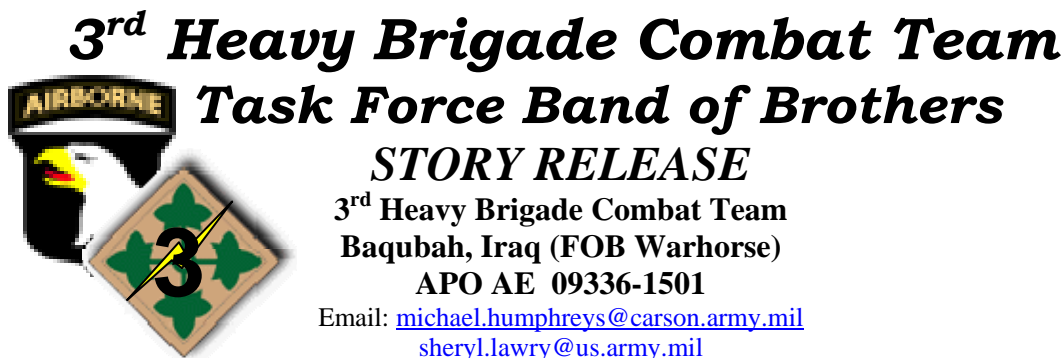 3rd Heavy Brigade Combat Team
AIRBORNE
Task Force Band of Brothers
STORY RELEASE
3rd Heavy Brigade Combat Team
Baqubah, Iraq (FOB Warhorse)
APO AE 09336-1501
Email: michael.humphreys@carson.army.mil
sheryl.lawry@us.army.mil
3